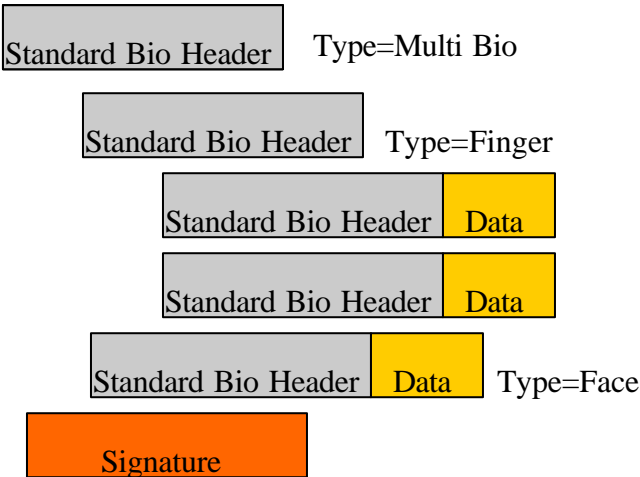 Standard Bio Header Type=Multi Bio
Standard Bio Header Type=Finger
Standard Bio Header Data
Standard Bio Header Data
Standard Bio Header Data Type=Face
Signature